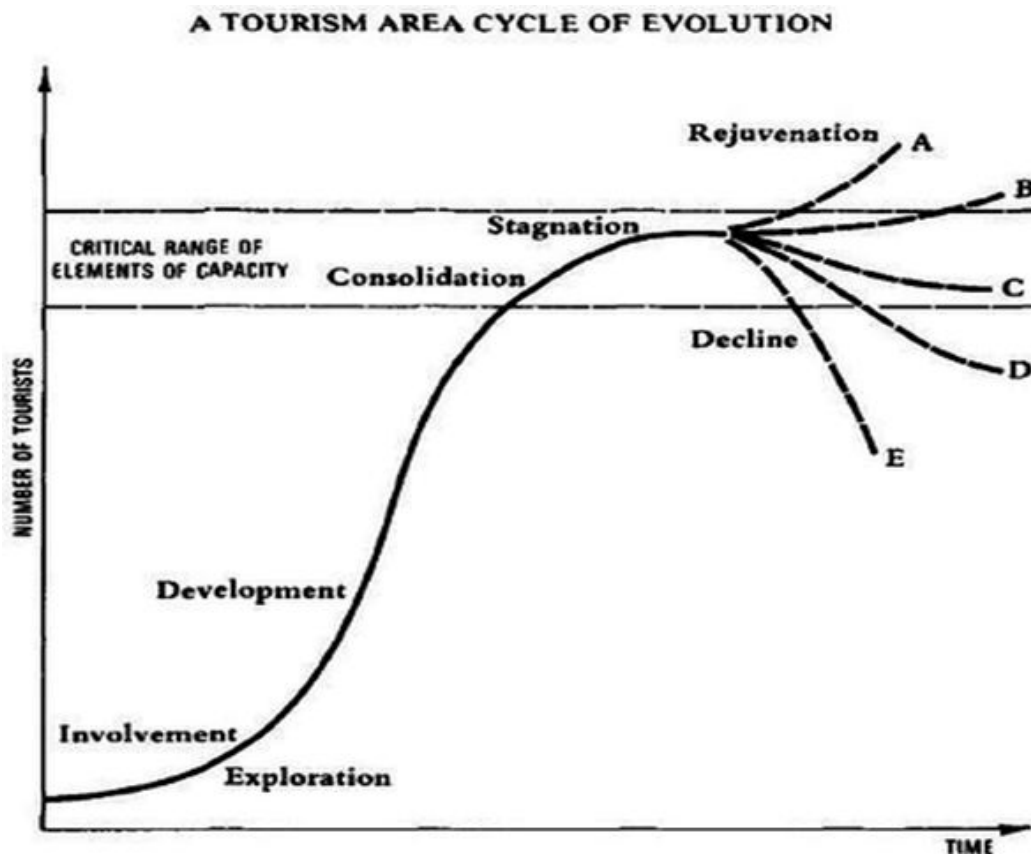 A TOURISM AREA CYCLE OF EVOLUTION
Rejuvenation
A
B
Stagnation
CRITICAL RANGE OF
ELEMENTS OF CAPACITY
Consolidation
C
Decline
D
E
NUMBER OF TOURISTS
Development
Involvement
Exploration
TIME